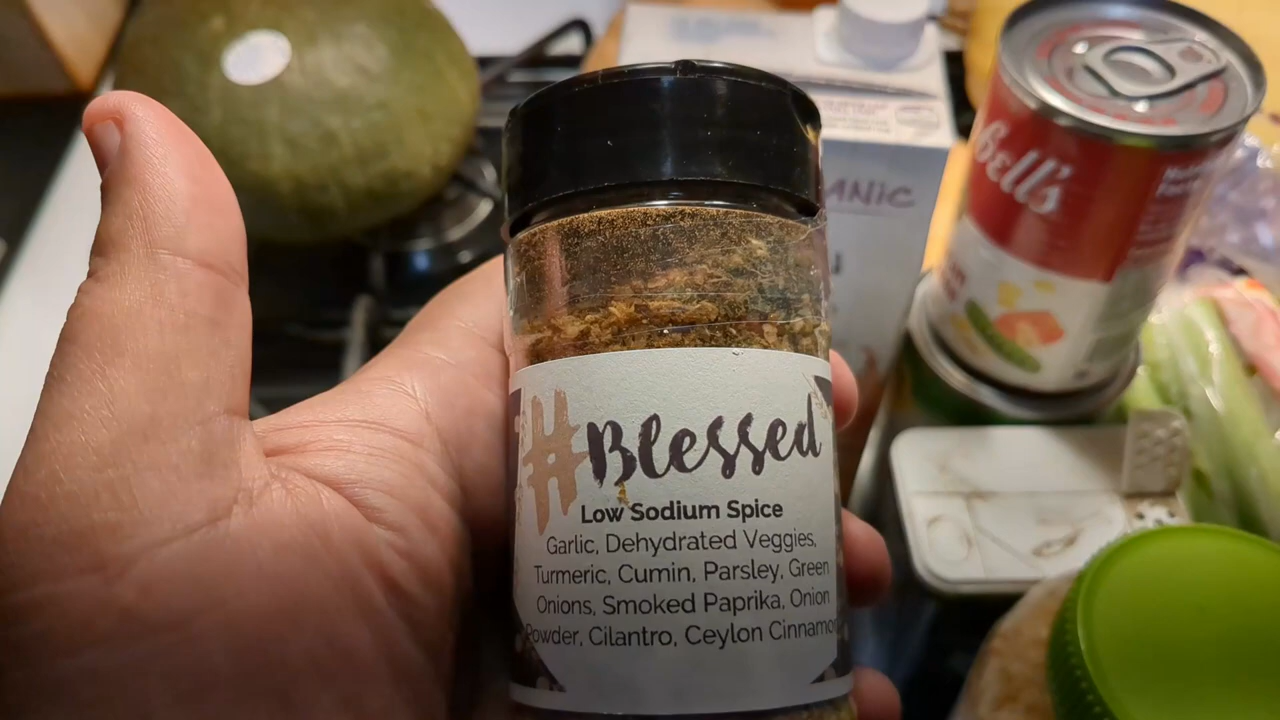 #Blessed
Low Sodium Spice
Garlic, Dehydrated Veggies,
Turmeric, Cumin, Parsley, Green
Onions, Smoked Paprika, Onion
Powder, Cilantro, Ceylon Cinnamon
bell's
ANIC